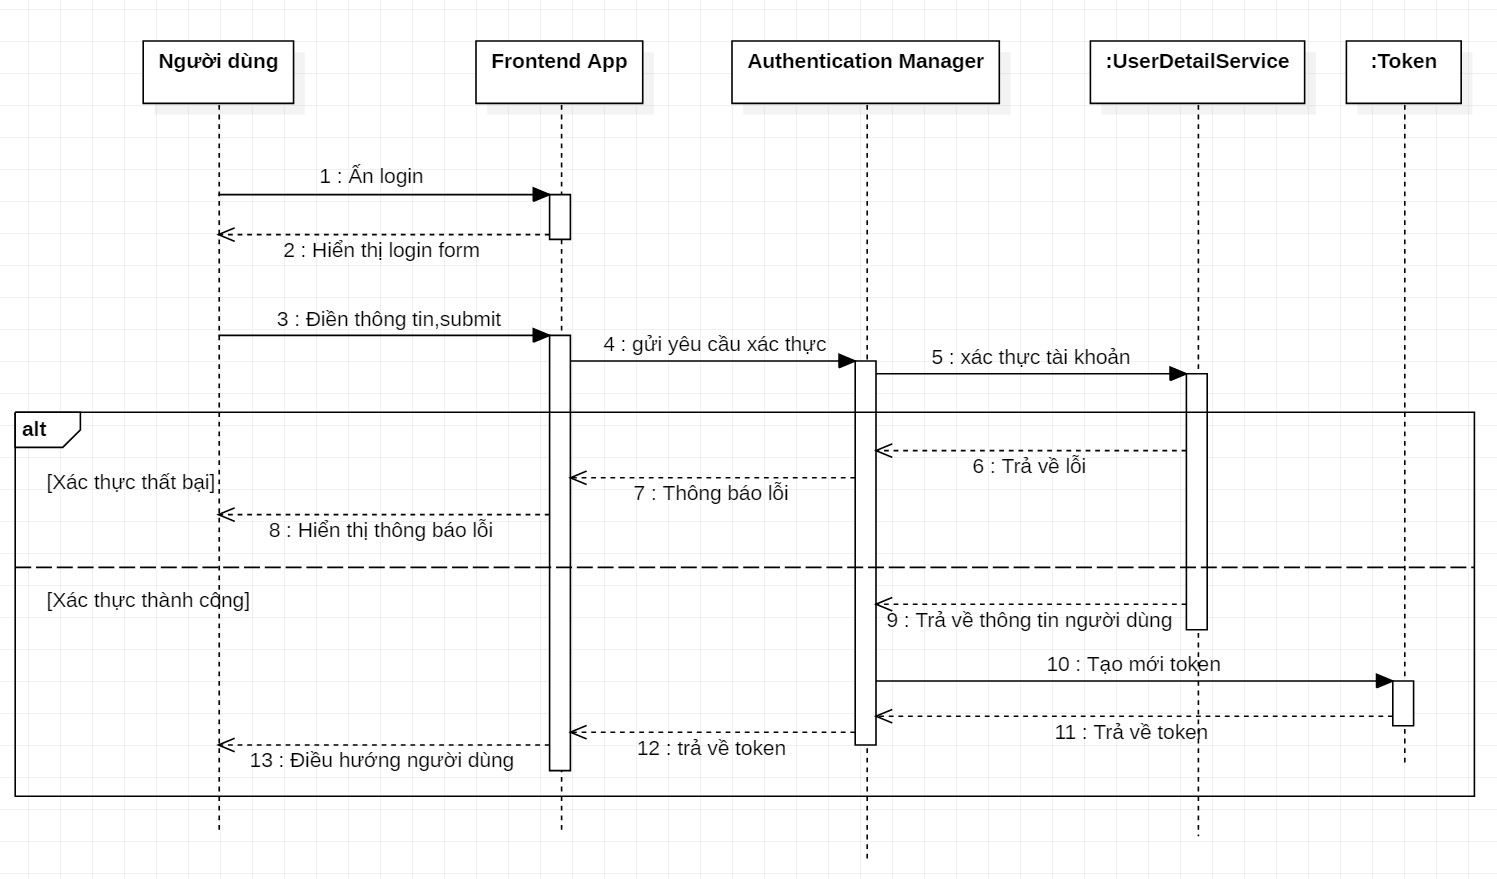 Người dùng
Frontend App
Authentication Manager
:UserDetailService
:Token
1 : Ấn login
2 : Hiển thị login form
3 : Điền thông tin,submit
4 : gửi yêu cầu xác thực
5 : xác thực tài khoản
alt
6 : Trả về lỗi
[Xác thực thất bại]
7 : Thông báo lỗi
8 : Hiển thị thông báo lỗi
[Xác thực thành công]
9 : Trả về thông tin người dùng
10 : Tạo mới token
11 : Trả về token
12 : trả về token
13 : Điều hướng người dùng